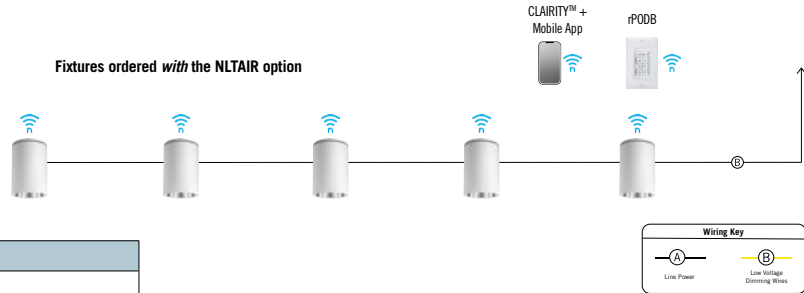 CLAIRITY™ +
Mobile App
rPODB
Fixtures ordered with the NLTAIR option
B
Wiring Key
A
B
Line Power
Low Voltage
Dimming Wires